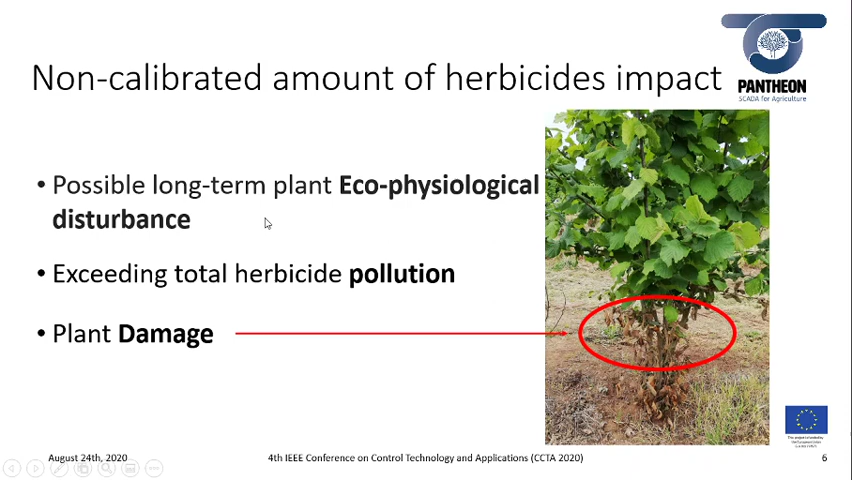 PANTHEON
SCADA for Agriculture
Non-calibrated amount of herbicides impact
• Possible long-term plant Eco-physiological
disturbance
• Exceeding total herbicide pollution
• Plant Damage
August 24th, 2020
4th IEEE Conference on Control Technology and Applications (CCTA 2020)
6